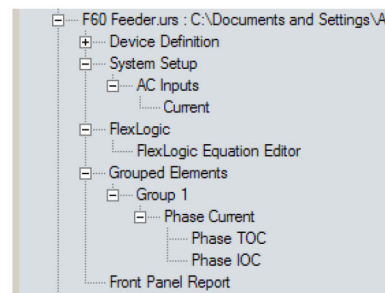 F60 Feeder.urs : C:\Documents and Settings\A
Device Definition
System Setup
AC Inputs
Current
FlexLogic
FlexLogic Equation Editor
Grouped Elements
Group 1
Phase Current
Phase TOC
Phase IOC
Front Panel Report